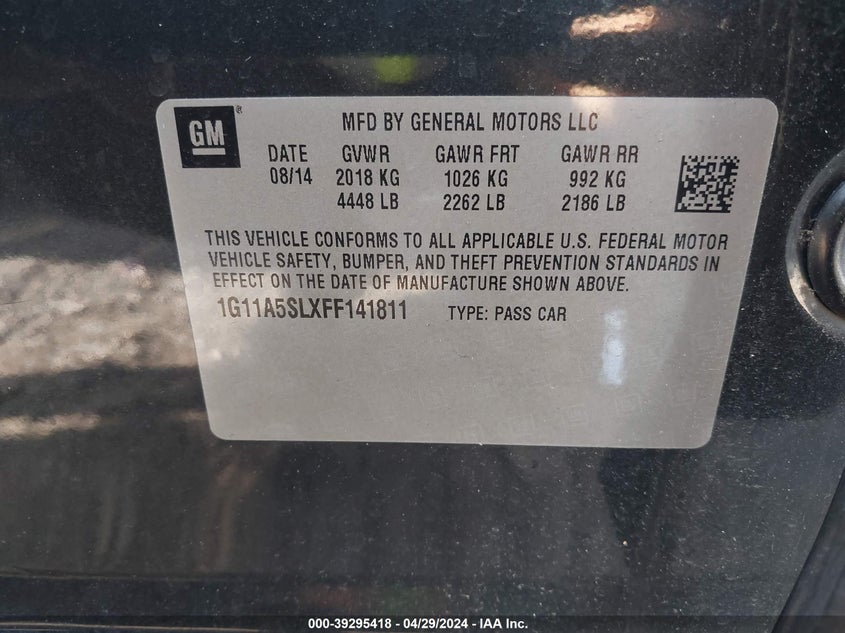 GM®
MFD BY GENERAL MOTORS LLC
DATE GVWR GAWR FRT GAWR RR
08/14 2018 KG 1026 KG 992 KG
4448 LB 2262 LB 2186 LB
THIS VEHICLE CONFORMS TO ALL APPLICABLE U.S. FEDERAL MOTOR
VEHICLE SAFETY, BUMPER, AND THEFT PREVENTION STANDARDS IN
EFFECT ON THE DATE OF MANUFACTURE SHOWN ABOVE.
1G11A5SLXFF141811 TYPE: PASS CAR
000-39295418 - 04/29/2024 - IAA Inc.